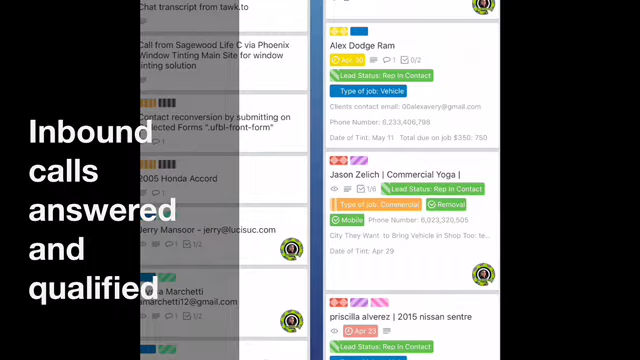 Inbound
calls
answered
and
qualified
Chat transcript from tawk.to
Call from Sagewood Life C via Phoenix
Window Tinting Main Site for window
tinting solution
1
Contact reconversion by submitting on
Forms ".ufbl-front-form"
1
2005 Honda Accord
1
Jerry Mansoor - jerry@lucisuc.com
1 1/2
Marchetti
amarchetti12@gmail.com
1 1/2
Alex Dodge Ram
Apr 30 1 0/2
Lead Status: Rep In Contact
Type of job: Vehicle
Clients contact email: 00alexavery@gmail.com
Phone Number: 6,233,406,798
Date of Tint: May 11 Total due on job $350: 750
Jason Zelich | Commercial Yoga |
1/6 Lead Status: Rep In Contact
Type of job: Commercial Removal
Mobile Phone Number: 6,023,320,505
City They Want to Bring Vehicle in Shop Too: te...
Date of Tint: Apr 29
priscilla alverez | 2015 nissan sentre
Apr 23
Lead Status: Rep In Contact